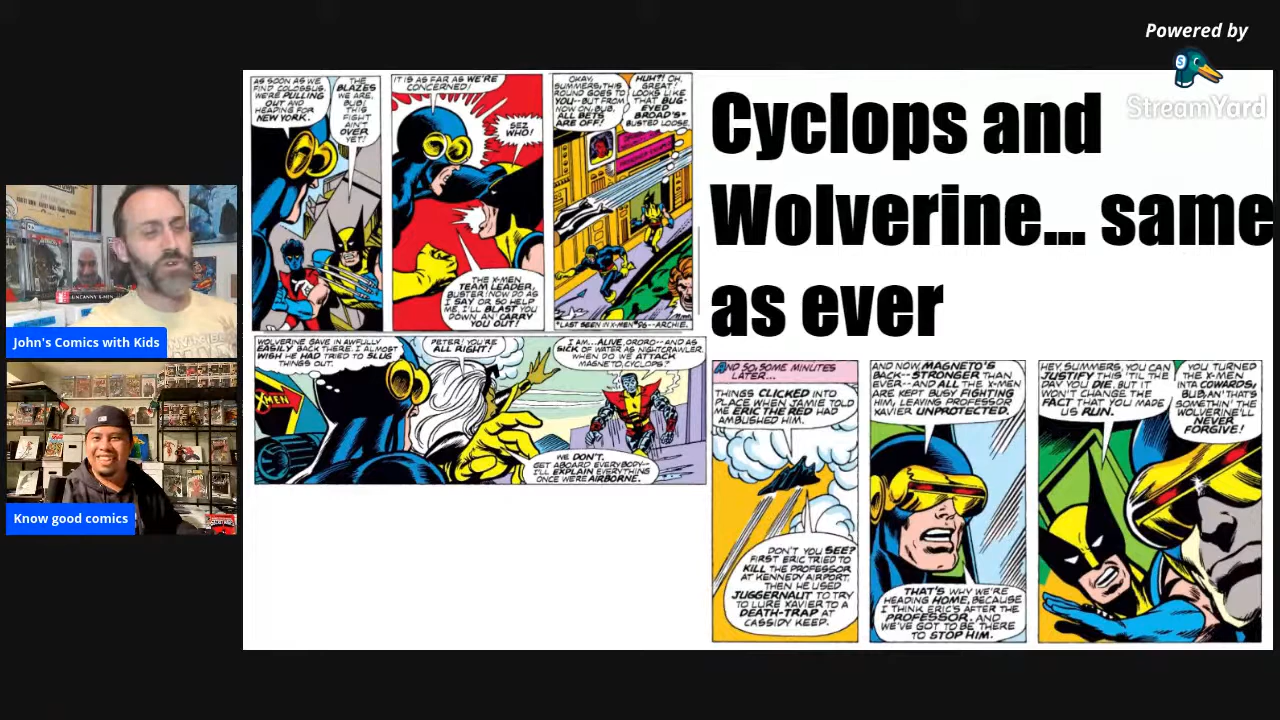 Powered by
StreamYard
Cyclops and
Wolverine... same
as ever
AS SOON AS WE
FIND COLOSSUS,
WE'RE PULLING
OUT AND
HEADING FOR
NEW YORK.
THE
BLAZES
WE ARE,
BUB!
THIS
FIGHT
AIN'T
OVER
YET!
IT IS AS FAR AS WE'RE
CONCERNED!
SEZ
WHO!
THE X-MEN
TEAM LEADER,
BUSTER! NOW DO AS
I SAY OR SO HELP
ME, I'LL BLAST YOU
DOWN AN' CARRY
YOU OUT!
OKAY,
SUMMERS, THIS
ROUND GOES TO
YOU--BUT FROM
NOW ON, BUB,
ALL BETS
ARE OFF!
HUH?! OH,
GREAT!
LOOKS LIKE
THAT BUG-
EYED
BROAD'S*
BUSTED LOOSE.
*LAST SEEN IN X-MEN #96--ARCHIE.
WOLVERINE GAVE IN AWFULLY
EASILY BACK THERE. I ALMOST
WISH HE HAD TRIED TO SLUG
THINGS OUT.
PETER! YOU'RE
ALL RIGHT!
I AM...ALIVE, ORORO--AND AS
SICK OF WATER AS NIGHTCRAWLER.
WHEN DO WE ATTACK
MAGNETO, CYCLOPS?
X-MEN
WE DON'T.
GET ABOARD EVERYBODY--
I'LL EXPLAIN EVERYTHING
ONCE WE'RE AIRBORNE.
AND SO, SOME MINUTES
LATER...
THINGS CLICKED INTO
PLACE WHEN JAMIE TOLD
ME ERIC THE RED HAD
AMBUSHED HIM.
DON'T YOU SEE?
FIRST ERIC TRIED TO
KILL THE PROFESSOR
AT KENNEDY AIRPORT.
THEN HE USED
JUGGERNAUT TO TRY
TO LURE XAVIER TO A
DEATH-TRAP AT
CASSIDY KEEP.
AND NOW, MAGNETO'S
BACK--STRONGER THAN
EVER--AND ALL THE X-MEN
ARE KEPT BUSY FIGHTING
HIM, LEAVING PROFESSOR
XAVIER UNPROTECTED.
THAT'S WHY WE'RE
HEADING HOME, BECAUSE
I THINK ERIC'S AFTER THE
PROFESSOR. AND
WE'VE GOT TO BE THERE
TO STOP HIM.
HEY, SUMMERS, YOU CAN
JUSTIFY THIS 'TIL THE
DAY YOU DIE. BUT IT
WON'T CHANGE THE
FACT THAT YOU MADE
US RUN.
YOU TURNED
THE X-MEN
INTA COWARDS,
BUB, AN' THAT'S
SOMETHIN' THE
WOLVERINE'LL
NEVER
FORGIVE!
UNCANNY X-MEN
John's Comics with Kids
Know good comics